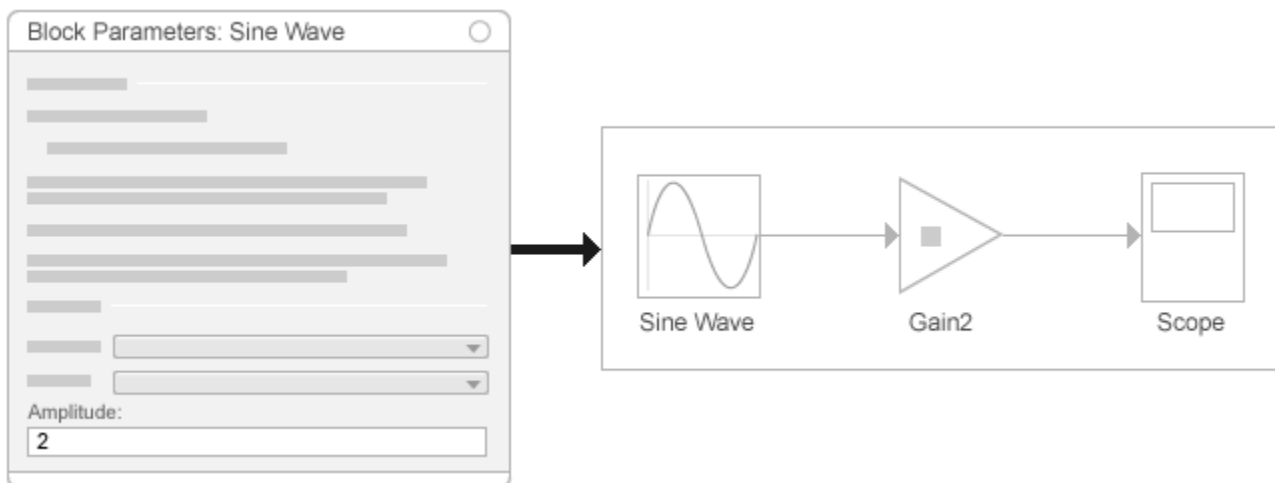 Block Parameters: Sine Wave
Amplitude:
2
Sine Wave
Gain2
Scope